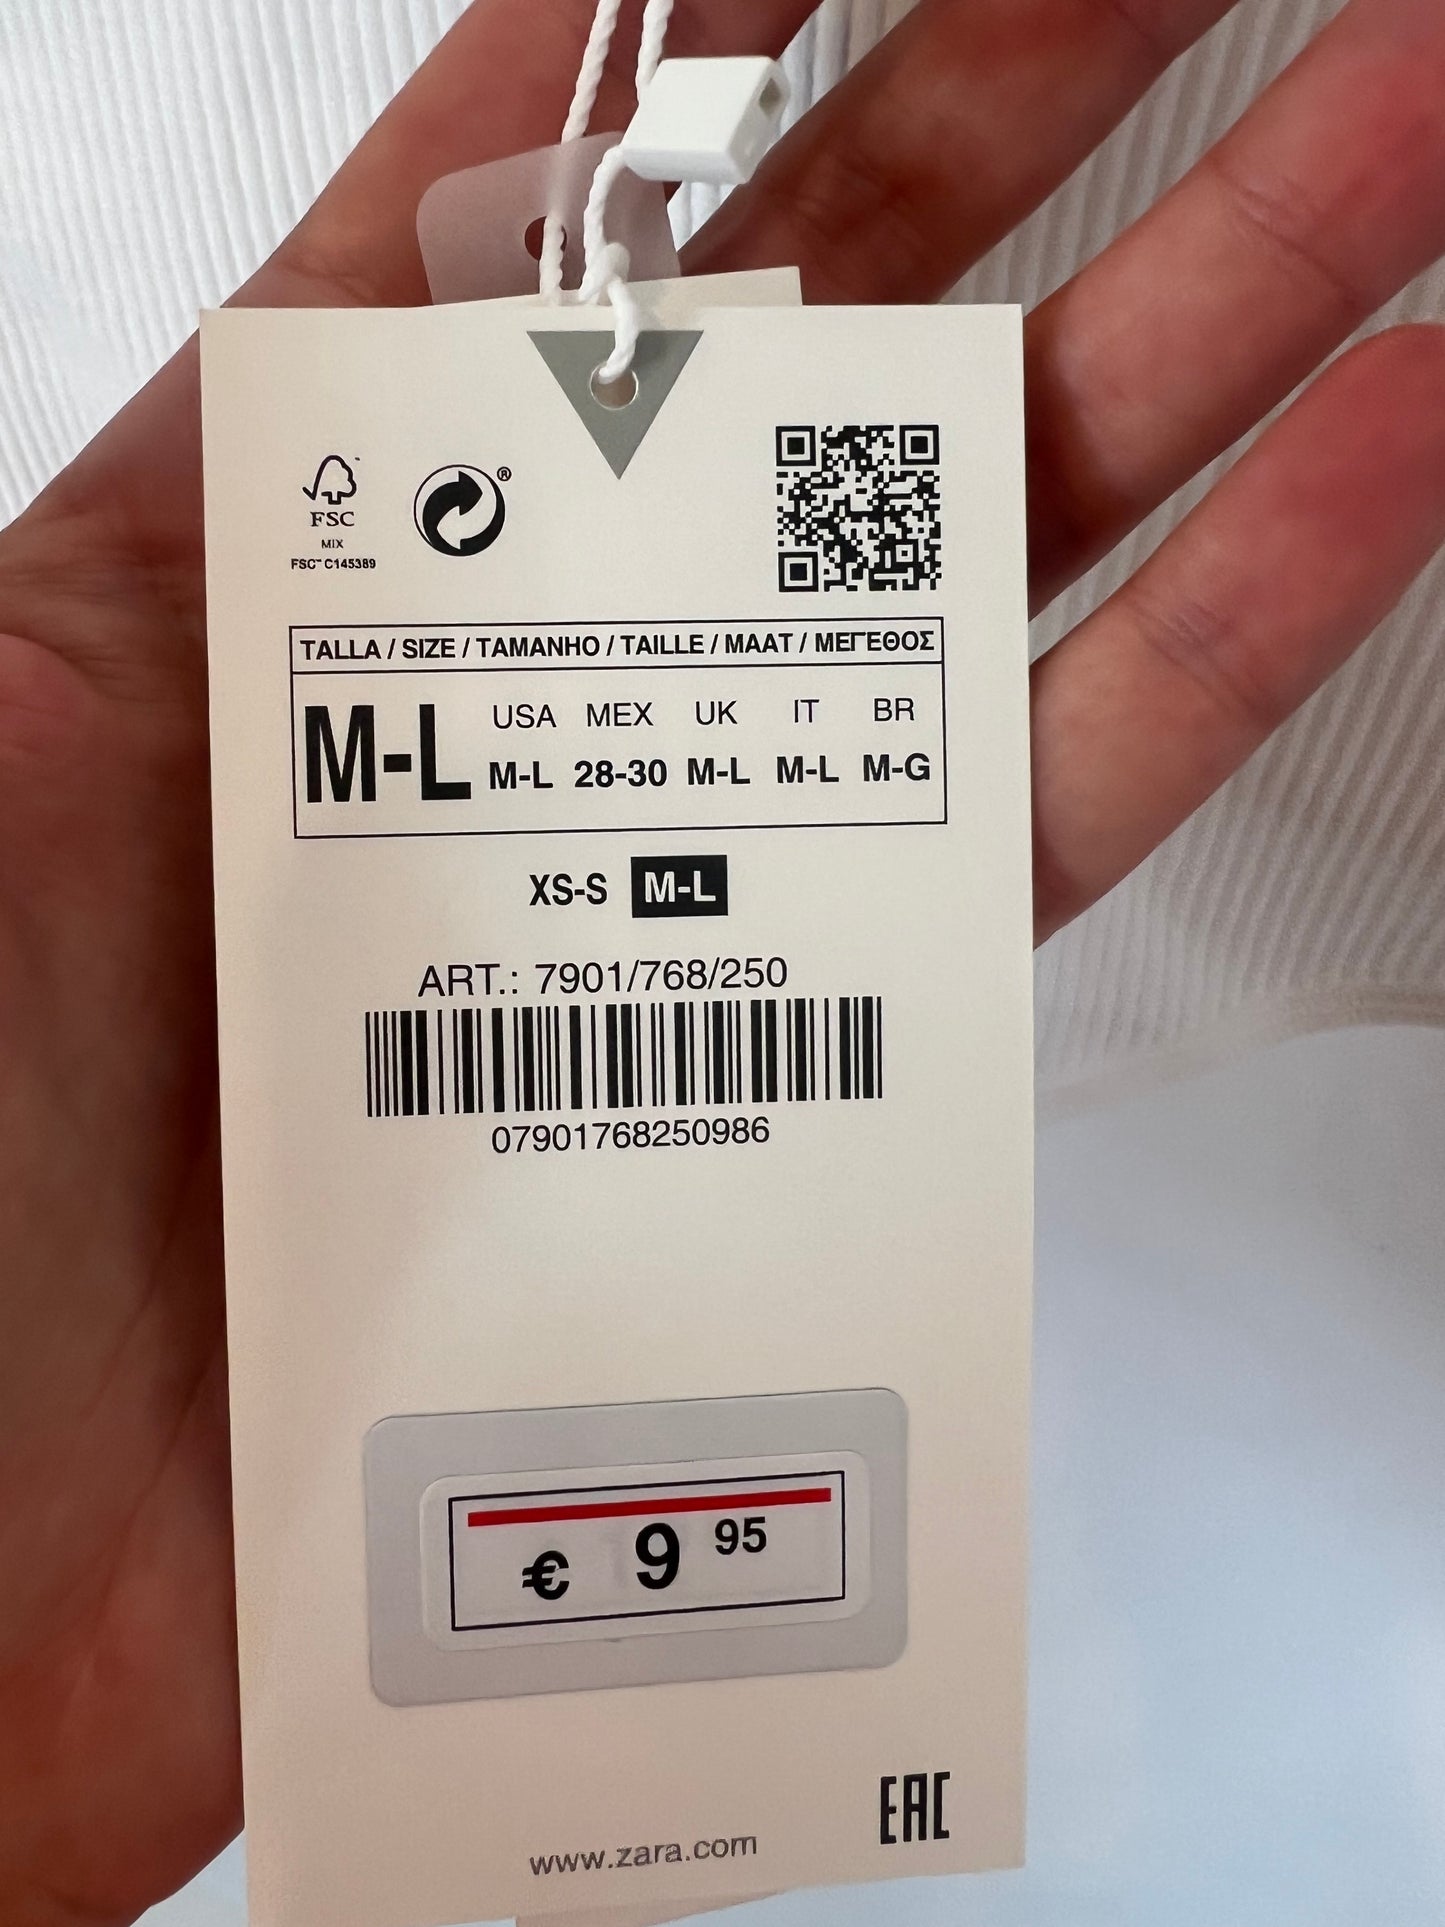 FSC
MIX
FSC™ C145389
®
TALLA / SIZE / TAMANHO / TAILLE / MAAT / ΜΕΓΕΘΟΣ
M-L
USA MEX UK IT BR
M-L 28-30 M-L M-L M-G
XS-S M-L
ART.: 7901/768/250
07901768250986
€ 9 95
EAC
www.zara.com